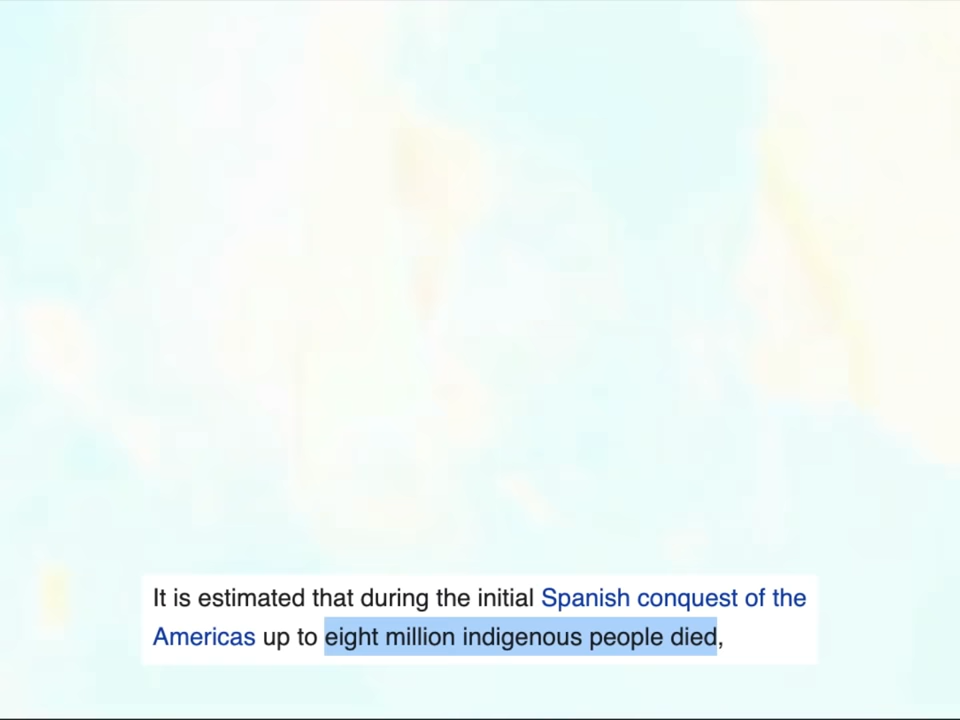 It is estimated that during the initial Spanish conquest of the
Americas up to eight million indigenous people died,